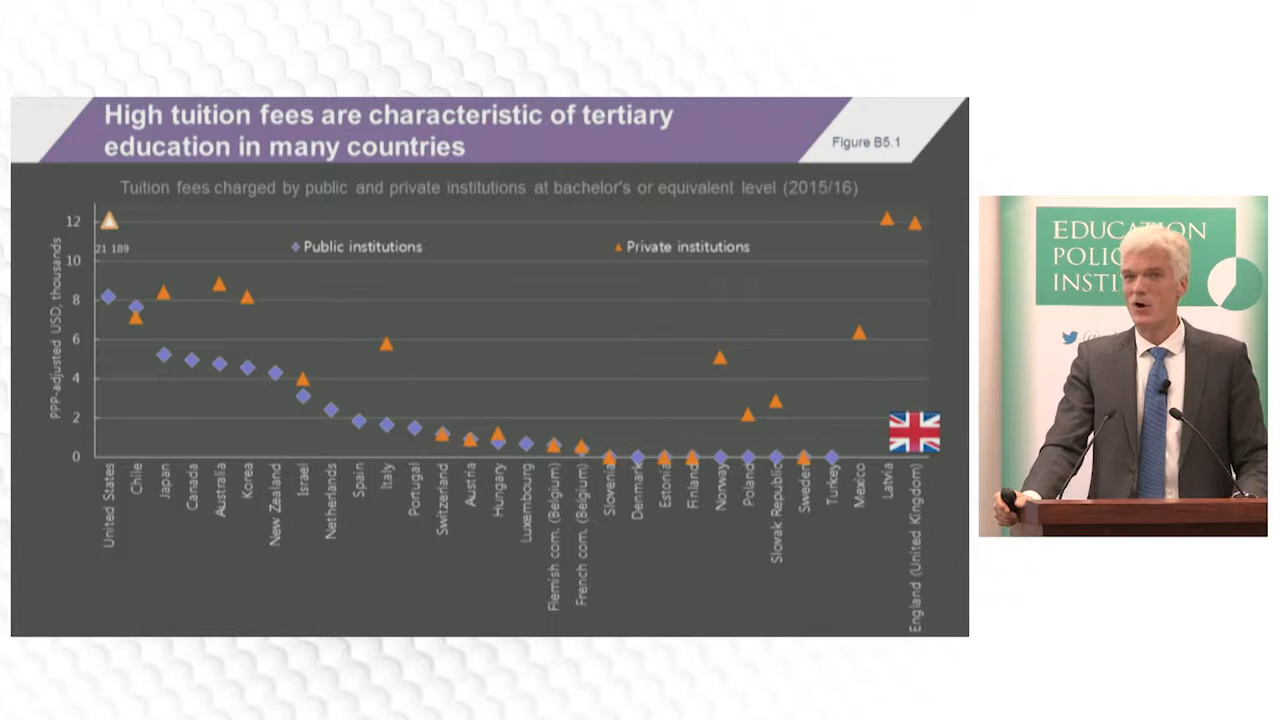 High tuition fees are characteristic of tertiary
education in many countries
Figure B5.1
Tuition fees charged by public and private institutions at bachelor's or equivalent level (2015/16)
PPP-adjusted USD, thousands
12
10
8
6
4
2
0
21 189
Public institutions
Private institutions
United States
Chile
Japan
Canada
Australia
Korea
New Zealand
Israel
Netherlands
Spain
Italy
Portugal
Switzerland
Austria
Hungary
Luxembourg
Flemish com. (Belgium)
French com. (Belgium)
Slovenia
Denmark
Estonia
Finland
Norway
Poland
Slovak Republic
Sweden
Turkey
Mexico
Latvia
England (United Kingdom)
EDUCATION
POLIC
INSTI